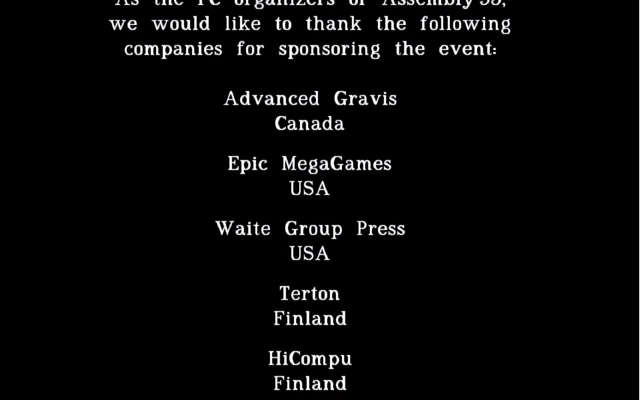 As the PC organizers of Assembly'93,
we would like to thank the following
companies for sponsoring the event:
Advanced Gravis
Canada
Epic MegaGames
USA
Waite Group Press
USA
Terton
Finland
HiCompu
Finland